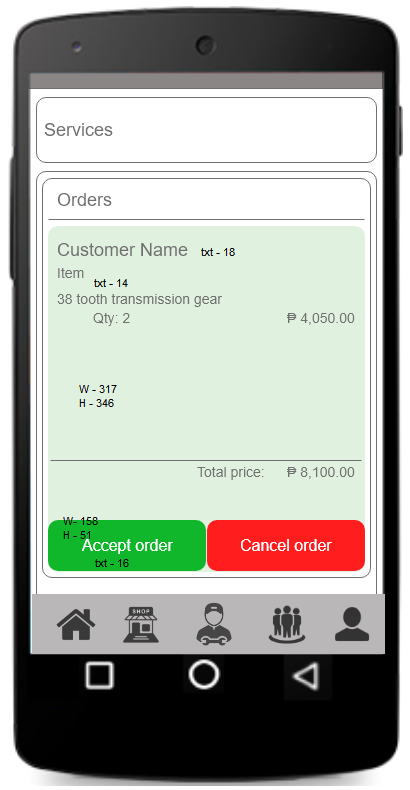 Services
Orders
Customer Name txt - 18
Item
txt - 14
38 tooth transmission gear
Qty: 2 ₱ 4,050.00
W - 317
H - 346
Total price: ₱ 8,100.00
W- 158
H - 51
Accept order Cancel order
txt - 16
SHOP